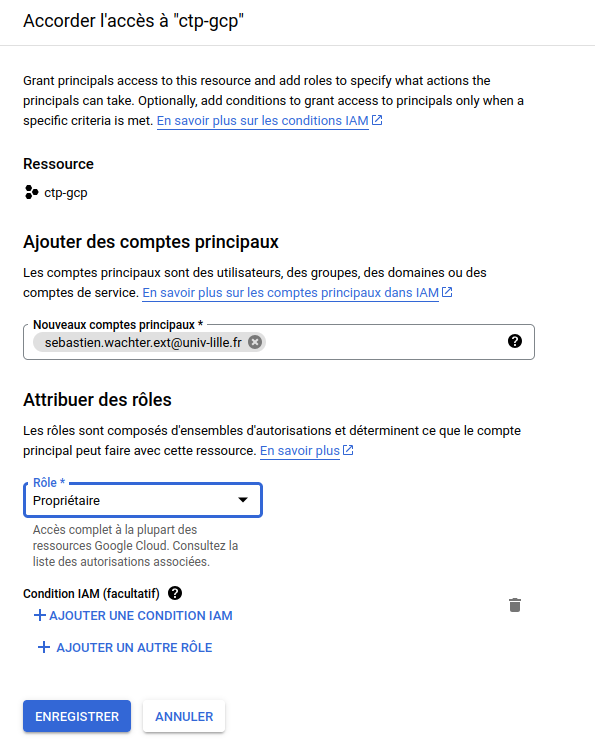 Accorder l'accès à "ctp-gcp"
Grant principals access to this resource and add roles to specify what actions the
principals can take. Optionally, add conditions to grant access to principals only when a
specific criteria is met. En savoir plus sur les conditions IAM
Ressource
ctp-gcp
Ajouter des comptes principaux
Les comptes principaux sont des utilisateurs, des groupes, des domaines ou des
comptes de service. En savoir plus sur les comptes principaux dans IAM
Nouveaux comptes principaux *
sebastien.wachter.ext@univ-lille.fr
Attribuer des rôles
Les rôles sont composés d'ensembles d'autorisations et déterminent ce que le compte
principal peut faire avec cette ressource. En savoir plus
Rôle *
Propriétaire
Accès complet à la plupart des
ressources Google Cloud. Consultez la
liste des autorisations associées.
Condition IAM (facultatif)
+ AJOUTER UNE CONDITION IAM
+ AJOUTER UN AUTRE RÔLE
ENREGISTRER ANNULER